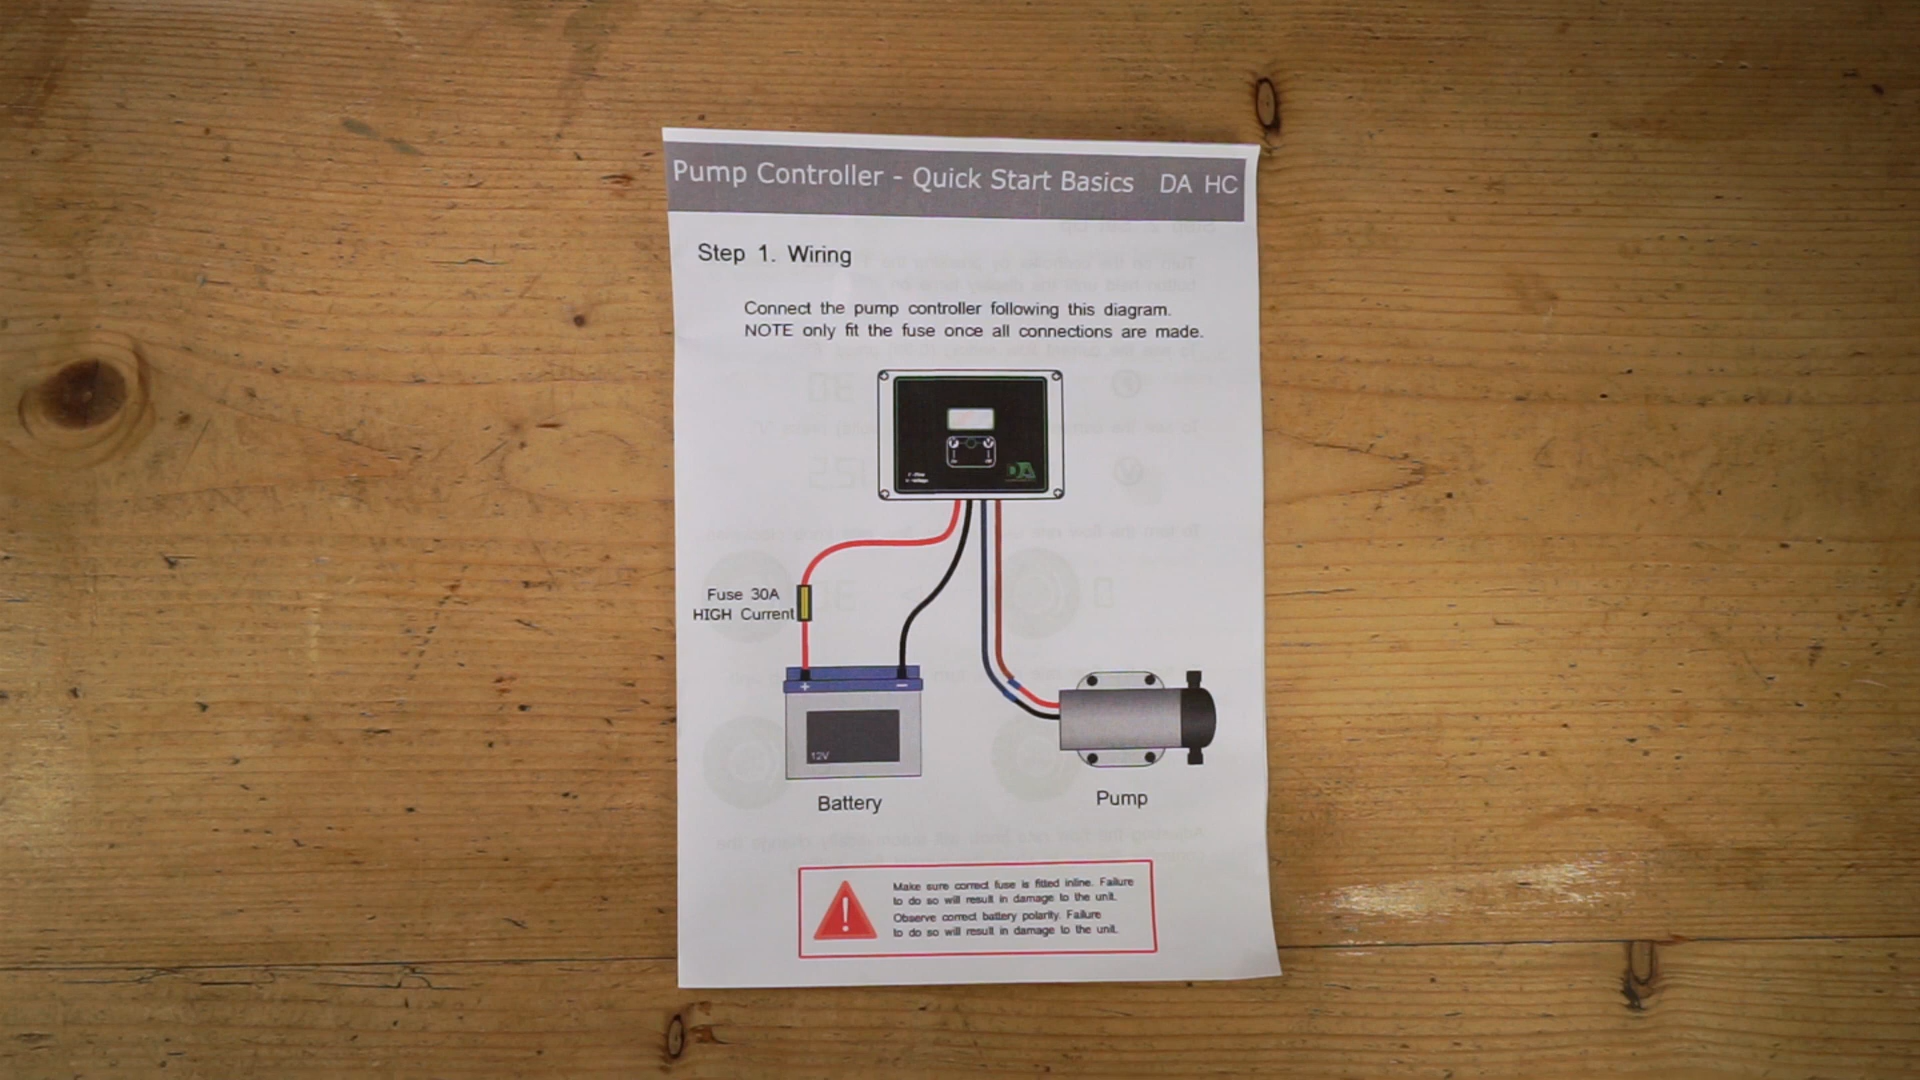 Pump Controller - Quick Start Basics DA HC
Step 1. Wiring
Connect the pump controller following this diagram.
NOTE only fit the fuse once all connections are made.
DA
Fuse 30A
HIGH Current
+ −
12V
Battery
Pump
Make sure correct fuse is fitted inline. Failure
to do so will result in damage to the unit.
Observe correct battery polarity. Failure
to do so will result in damage to the unit.